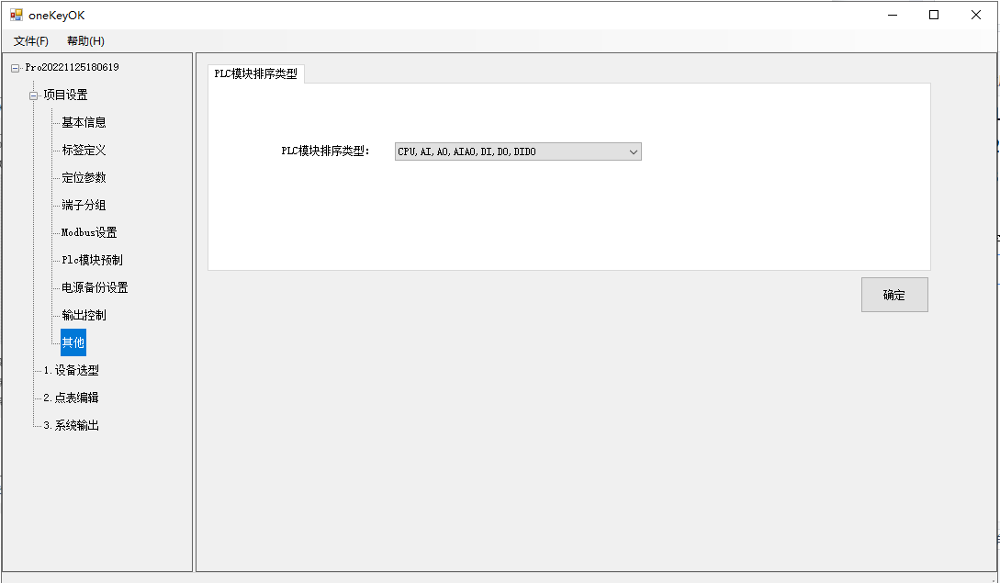 oneKeyOK
文件(F) 帮助(H)
Pro20221125180619
项目设置
基本信息
标签定义
定位参数
端子分组
Modbus设置
Plc模块预制
电源备份设置
输出控制
其他
1.设备选型
2.点表编辑
3.系统输出
PLC模块排序类型
PLC模块排序类型: CPU,AI,AO,AIAO,DI,DO,DIDO
确定